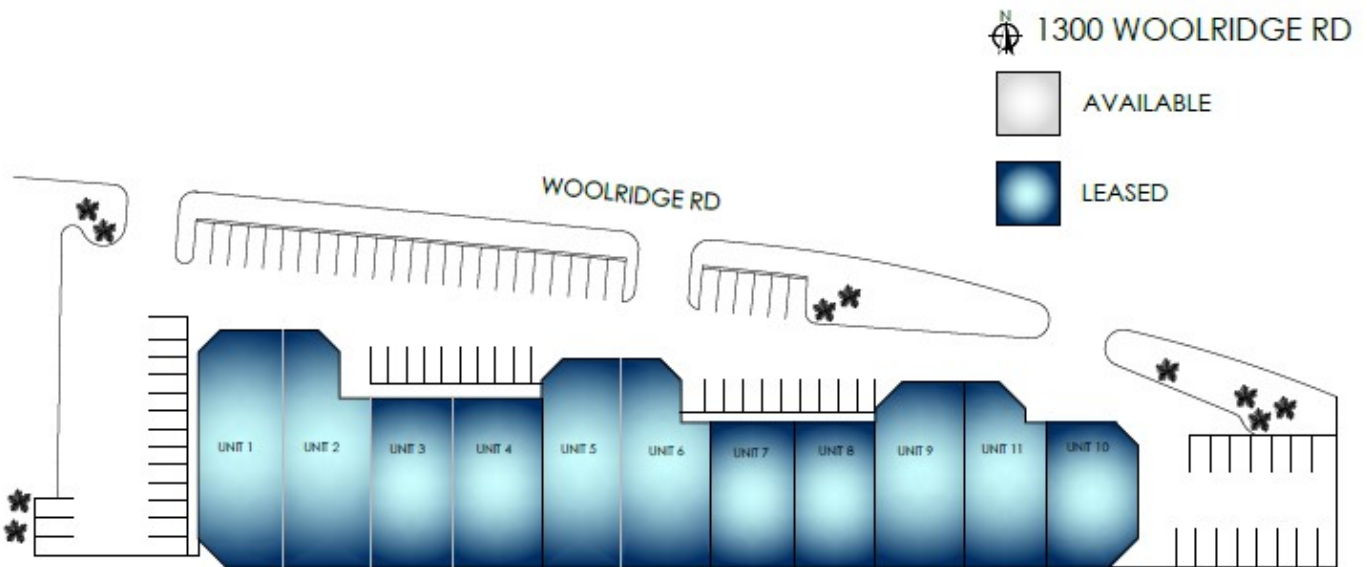 N
1300 WOOLRIDGE RD
AVAILABLE
LEASED
WOOLRIDGE RD
UNIT 1
UNIT 2
UNIT 3
UNIT 4
UNIT 5
UNIT 6
UNIT 7
UNIT 8
UNIT 9
UNIT 11
UNIT 10